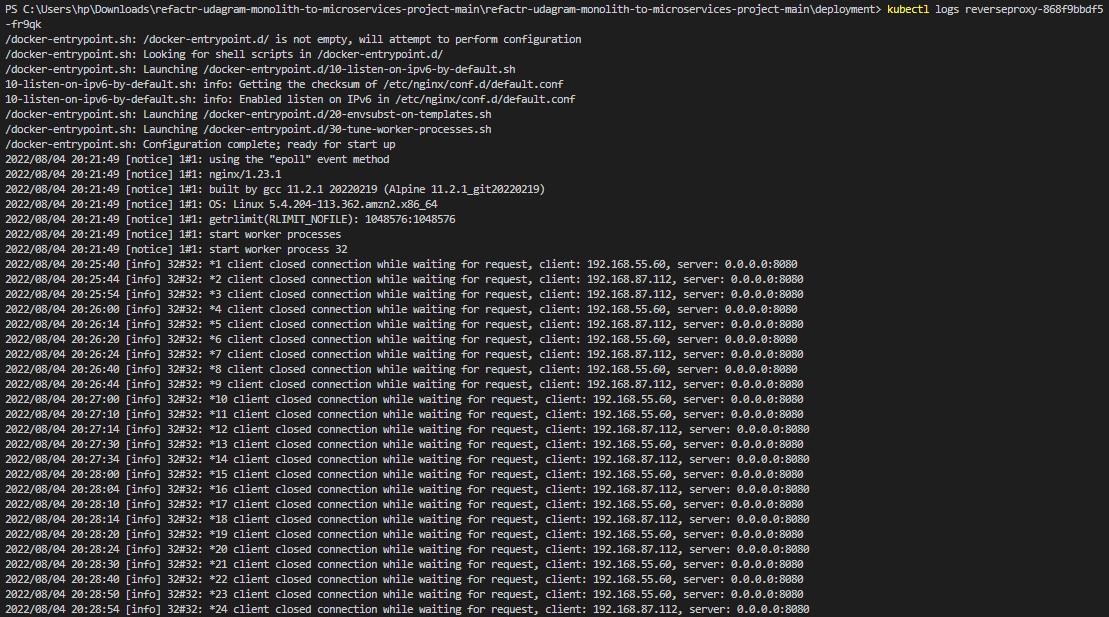 PS C:\Users\hp\Downloads\refactr-udagram-monolith-to-microservices-project-main\refactr-udagram-monolith-to-microservices-project-main\deployment> kubectl logs reverseproxy-868f9bbdf5
-fr9qk
/docker-entrypoint.sh: /docker-entrypoint.d/ is not empty, will attempt to perform configuration
/docker-entrypoint.sh: Looking for shell scripts in /docker-entrypoint.d/
/docker-entrypoint.sh: Launching /docker-entrypoint.d/10-listen-on-ipv6-by-default.sh
10-listen-on-ipv6-by-default.sh: info: Getting the checksum of /etc/nginx/conf.d/default.conf
10-listen-on-ipv6-by-default.sh: info: Enabled listen on IPv6 in /etc/nginx/conf.d/default.conf
/docker-entrypoint.sh: Launching /docker-entrypoint.d/20-envsubst-on-templates.sh
/docker-entrypoint.sh: Launching /docker-entrypoint.d/30-tune-worker-processes.sh
/docker-entrypoint.sh: Configuration complete; ready for start up
2022/08/04 20:21:49 [notice] 1#1: using the "epoll" event method
2022/08/04 20:21:49 [notice] 1#1: nginx/1.23.1
2022/08/04 20:21:49 [notice] 1#1: built by gcc 11.2.1 20220219 (Alpine 11.2.1_git20220219)
2022/08/04 20:21:49 [notice] 1#1: OS: Linux 5.4.204-113.362.amzn2.x86_64
2022/08/04 20:21:49 [notice] 1#1: getrlimit(RLIMIT_NOFILE): 1048576:1048576
2022/08/04 20:21:49 [notice] 1#1: start worker processes
2022/08/04 20:21:49 [notice] 1#1: start worker process 32
2022/08/04 20:25:40 [info] 32#32: *1 client closed connection while waiting for request, client: 192.168.55.60, server: 0.0.0.0:8080
2022/08/04 20:25:44 [info] 32#32: *2 client closed connection while waiting for request, client: 192.168.87.112, server: 0.0.0.0:8080
2022/08/04 20:25:54 [info] 32#32: *3 client closed connection while waiting for request, client: 192.168.87.112, server: 0.0.0.0:8080
2022/08/04 20:26:00 [info] 32#32: *4 client closed connection while waiting for request, client: 192.168.55.60, server: 0.0.0.0:8080
2022/08/04 20:26:14 [info] 32#32: *5 client closed connection while waiting for request, client: 192.168.87.112, server: 0.0.0.0:8080
2022/08/04 20:26:20 [info] 32#32: *6 client closed connection while waiting for request, client: 192.168.55.60, server: 0.0.0.0:8080
2022/08/04 20:26:24 [info] 32#32: *7 client closed connection while waiting for request, client: 192.168.87.112, server: 0.0.0.0:8080
2022/08/04 20:26:40 [info] 32#32: *8 client closed connection while waiting for request, client: 192.168.55.60, server: 0.0.0.0:8080
2022/08/04 20:26:44 [info] 32#32: *9 client closed connection while waiting for request, client: 192.168.87.112, server: 0.0.0.0:8080
2022/08/04 20:27:00 [info] 32#32: *10 client closed connection while waiting for request, client: 192.168.55.60, server: 0.0.0.0:8080
2022/08/04 20:27:10 [info] 32#32: *11 client closed connection while waiting for request, client: 192.168.55.60, server: 0.0.0.0:8080
2022/08/04 20:27:14 [info] 32#32: *12 client closed connection while waiting for request, client: 192.168.87.112, server: 0.0.0.0:8080
2022/08/04 20:27:30 [info] 32#32: *13 client closed connection while waiting for request, client: 192.168.55.60, server: 0.0.0.0:8080
2022/08/04 20:27:34 [info] 32#32: *14 client closed connection while waiting for request, client: 192.168.87.112, server: 0.0.0.0:8080
2022/08/04 20:28:00 [info] 32#32: *15 client closed connection while waiting for request, client: 192.168.55.60, server: 0.0.0.0:8080
2022/08/04 20:28:04 [info] 32#32: *16 client closed connection while waiting for request, client: 192.168.87.112, server: 0.0.0.0:8080
2022/08/04 20:28:10 [info] 32#32: *17 client closed connection while waiting for request, client: 192.168.55.60, server: 0.0.0.0:8080
2022/08/04 20:28:14 [info] 32#32: *18 client closed connection while waiting for request, client: 192.168.87.112, server: 0.0.0.0:8080
2022/08/04 20:28:20 [info] 32#32: *19 client closed connection while waiting for request, client: 192.168.55.60, server: 0.0.0.0:8080
2022/08/04 20:28:24 [info] 32#32: *20 client closed connection while waiting for request, client: 192.168.87.112, server: 0.0.0.0:8080
2022/08/04 20:28:30 [info] 32#32: *21 client closed connection while waiting for request, client: 192.168.55.60, server: 0.0.0.0:8080
2022/08/04 20:28:40 [info] 32#32: *22 client closed connection while waiting for request, client: 192.168.55.60, server: 0.0.0.0:8080
2022/08/04 20:28:50 [info] 32#32: *23 client closed connection while waiting for request, client: 192.168.55.60, server: 0.0.0.0:8080
2022/08/04 20:28:54 [info] 32#32: *24 client closed connection while waiting for request, client: 192.168.87.112, server: 0.0.0.0:8080